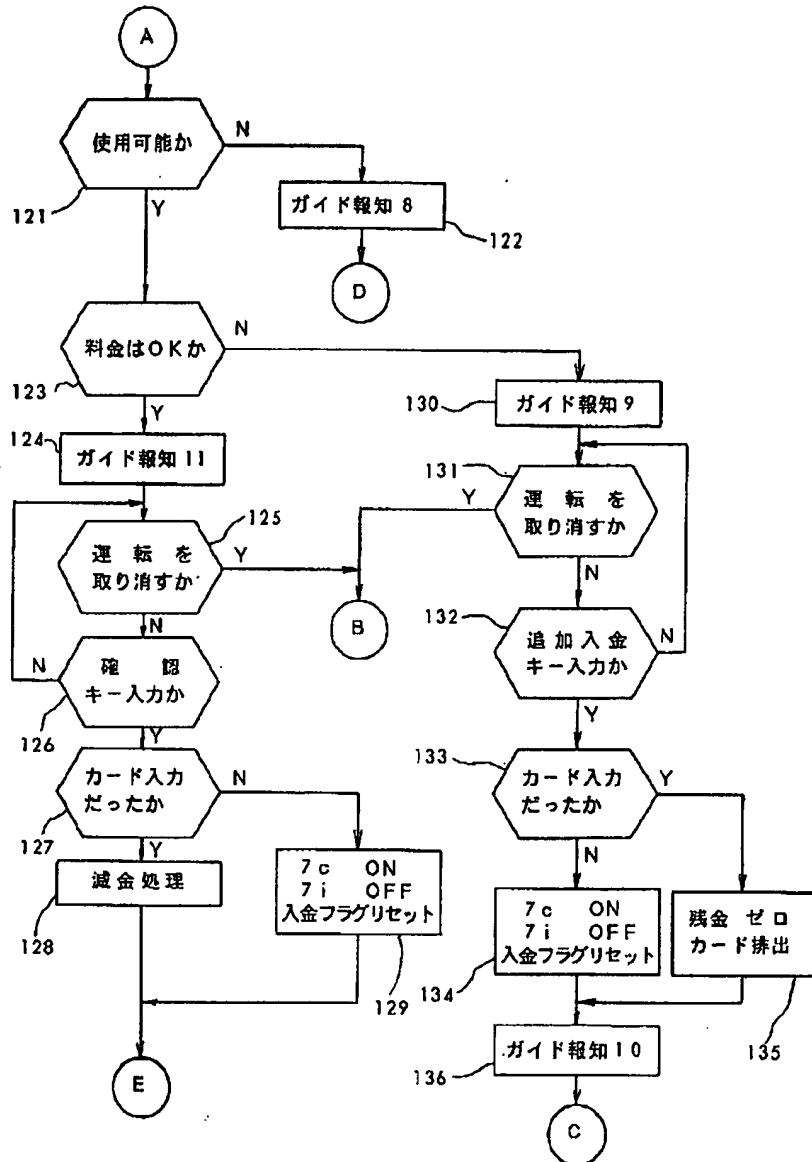 A
使用可能か
N
121
Y
ガイド報知 8
122
D
料金はOKか
N
123
Y
ガイド報知 9
130
124
ガイド報知 11
131
Y
運転を
取り消すか
N
125
運転を
取り消すか
Y
N
B
132
追加入金
キー入力か
N
Y
N
確認
キー入力か
126
Y
133
カード入力
だったか
Y
N
カード入力
だったか
N
127
Y
減金処理
128
7c ON
7i OFF
入金フラグリセット
129
7c ON
7i OFF
入金フラグリセット
134
残金 ゼロ
カード排出
135
ガイド報知10
136
E
C